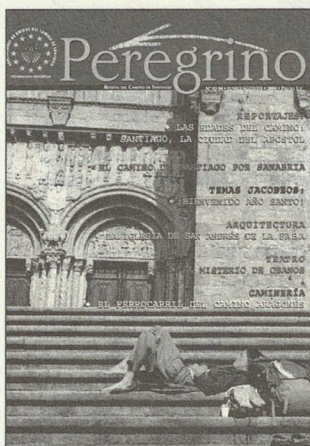 Peregrino
REVISTA DEL CAMINO DE SANTIAGO
REPORTAJES:
• LAS EDADES DEL CAMINO:
SANTIAGO, LA CIUDAD DEL APÓSTOL
• EL CAMINO DE SANTIAGO POR SANABRIA
TEMAS JACOBEOS:
• ¡BIENVENIDO AÑO SANTO!
ARQUITECTURA
LA IGLESIA DE SAN ANDRÉS DE LA
TEATRO
MISTERIO DE OBANOS
CAMINERÍA
• EL FERROCARRIL DEL CAMINO ARAGONÉS